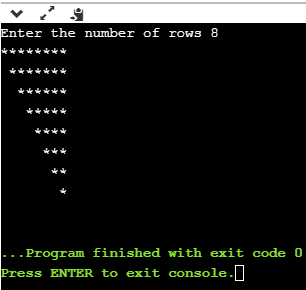 Enter the number of rows 8
********
 *******
  ******
   *****
    ****
     ***
      **
       *
...Program finished with exit code 0
Press ENTER to exit console.